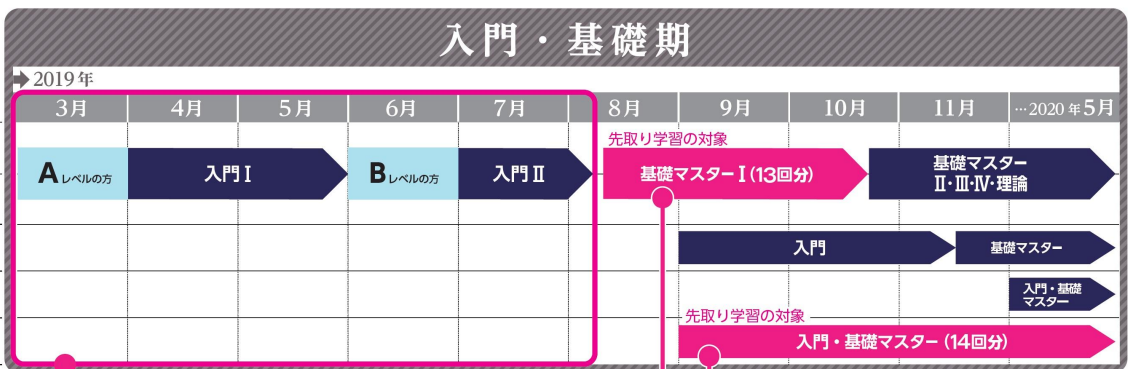 入門・基礎期
2019年
3月 4月 5月 6月 7月 8月 9月 10月 11月 …2020年5月
先取り学習の対象
Aレベルの方 入門Ⅰ Bレベルの方 入門Ⅱ 基礎マスターⅠ(13回分) 基礎マスター
Ⅱ・Ⅲ・Ⅳ・理論
入門 基礎マスター
入門・基礎
マスター
先取り学習の対象
入門・基礎マスター(14回分)